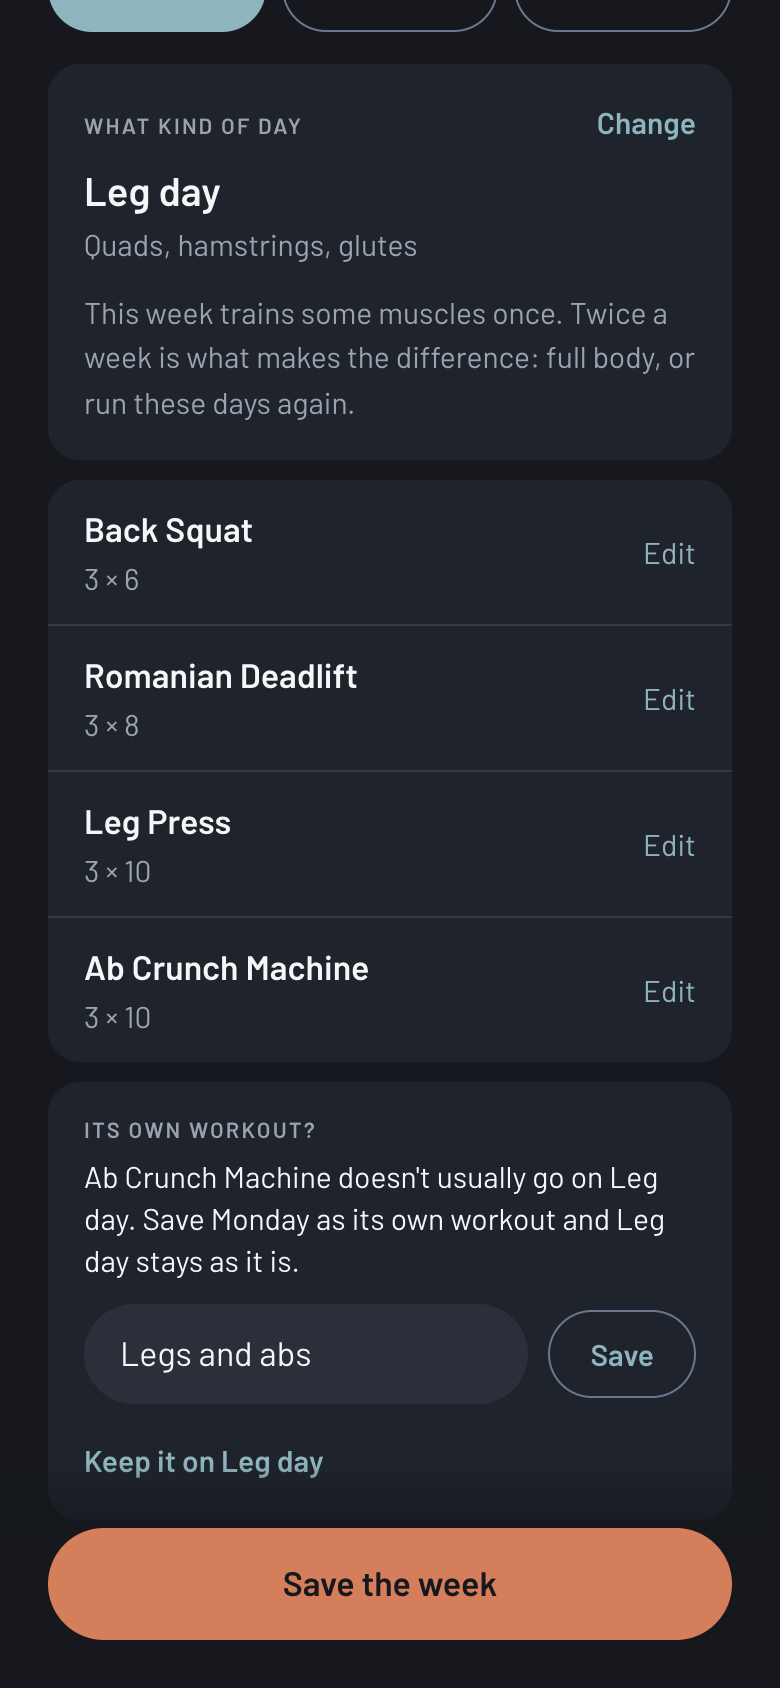 WHAT KIND OF DAY
Change
Leg day
Quads, hamstrings, glutes
This week trains some muscles once. Twice a
week is what makes the difference: full body, or
run these days again.
Back Squat
3 × 6
Edit
Romanian Deadlift
3 × 8
Edit
Leg Press
3 × 10
Edit
Ab Crunch Machine
3 × 10
Edit
ITS OWN WORKOUT?
Ab Crunch Machine doesn't usually go on Leg
day. Save Monday as its own workout and Leg
day stays as it is.
Legs and abs
Save
Keep it on Leg day
Save the week